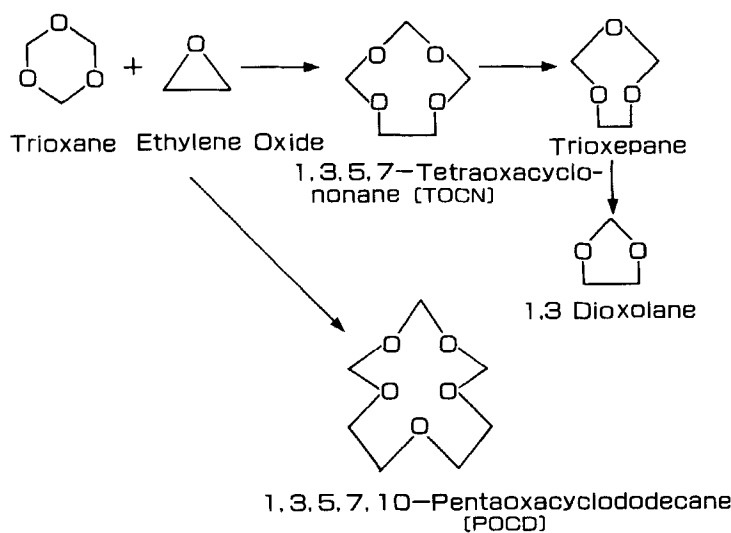 O
O
O
+
O
O
O
O
O
O
O
O
Trioxane
Ethylene Oxide
Trioxepane
1,3,5,7-Tetraoxacyclo-
nonane [TOCN]
O
O
1,3 Dioxolane
O
O
O
O
O
1,3,5,7,10-Pentaoxacyclododecane
[POCD]